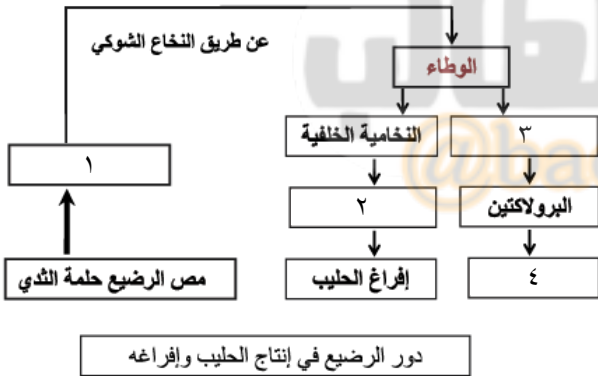 عن طريق النخاع الشوكي
الوطاء
النخامية الخلفية
٣
١
٢
البرولاكتين
مص الرضيع حلمة الثدي
إفراغ الحليب
٤
دور الرضيع في إنتاج الحليب وإفراغه